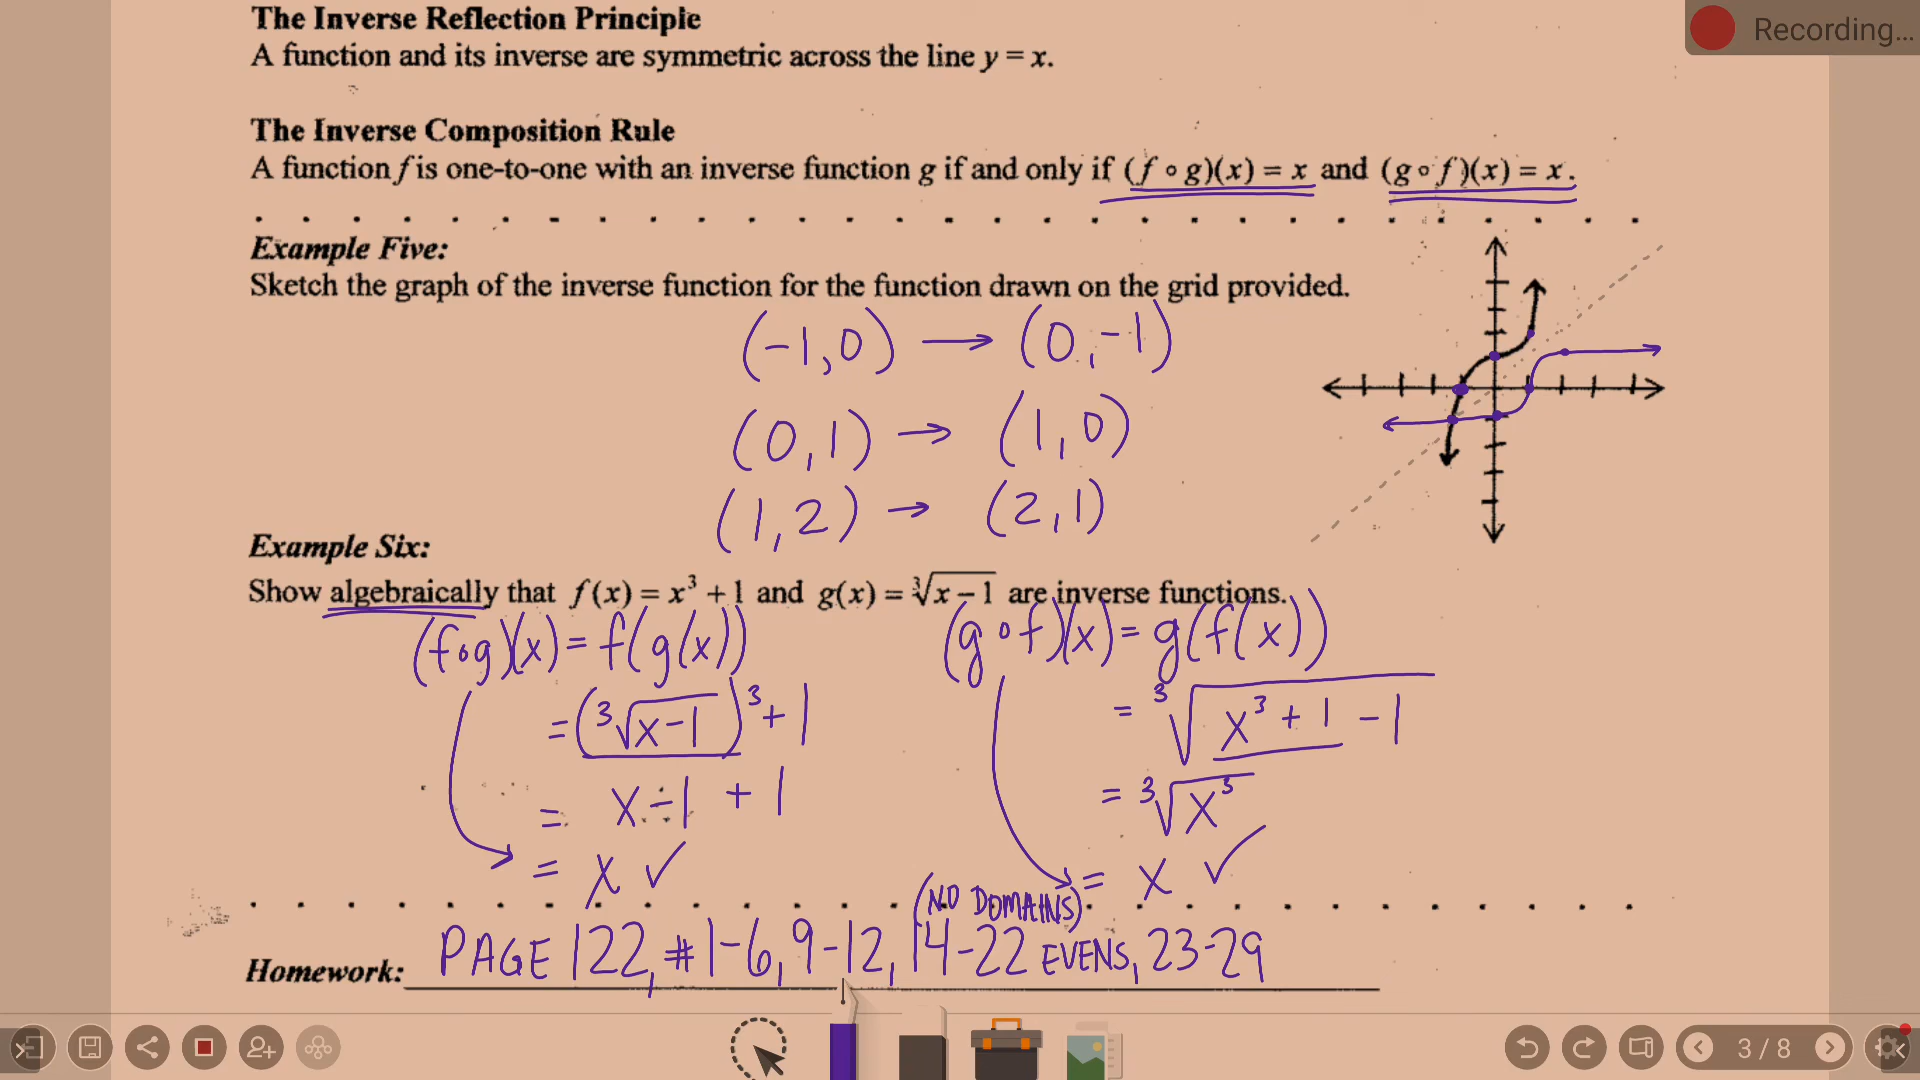 The Inverse Reflection Principle
Recording...
A function and its inverse are symmetric across the line y = x.
The Inverse Composition Rule
A function f is one-to-one with an inverse function g if and only if (f ∘ g)(x) = x and (g ∘ f)(x) = x.
Example Five:
Sketch the graph of the inverse function for the function drawn on the grid provided.
(-1,0) → (0,-1)
(0,1) → (1,0)
(1,2) → (2,1)
Example Six:
Show algebraically that f(x) = x³ + 1 and g(x) = ∛(x − 1) are inverse functions.
(f∘g)(x) = f(g(x))
= (∛(x-1))³ + 1
= x-1 + 1
= x ✓
(g∘f)(x) = g(f(x))
= ∛(x³ + 1 - 1)
= ∛(x³)
= x ✓
(NO DOMAINS)
Homework: PAGE 122, #1-6, 9-12, 14-22 EVENS, 23-29
3 / 8